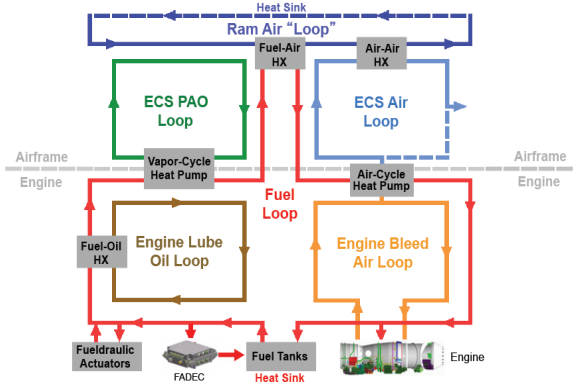 Heat Sink
Ram Air “Loop”
Fuel-Air
HX
Air-Air
HX
ECS PAO
Loop
ECS Air
Loop
Airframe
Engine
Vapor-Cycle
Heat Pump
Air-Cycle
Heat Pump
Airframe
Engine
Fuel
Loop
Fuel-Oil
HX
Engine Lube
Oil Loop
Engine Bleed
Air Loop
Fueldraulic
Actuators
FADEC
Fuel Tanks
Heat Sink
Engine